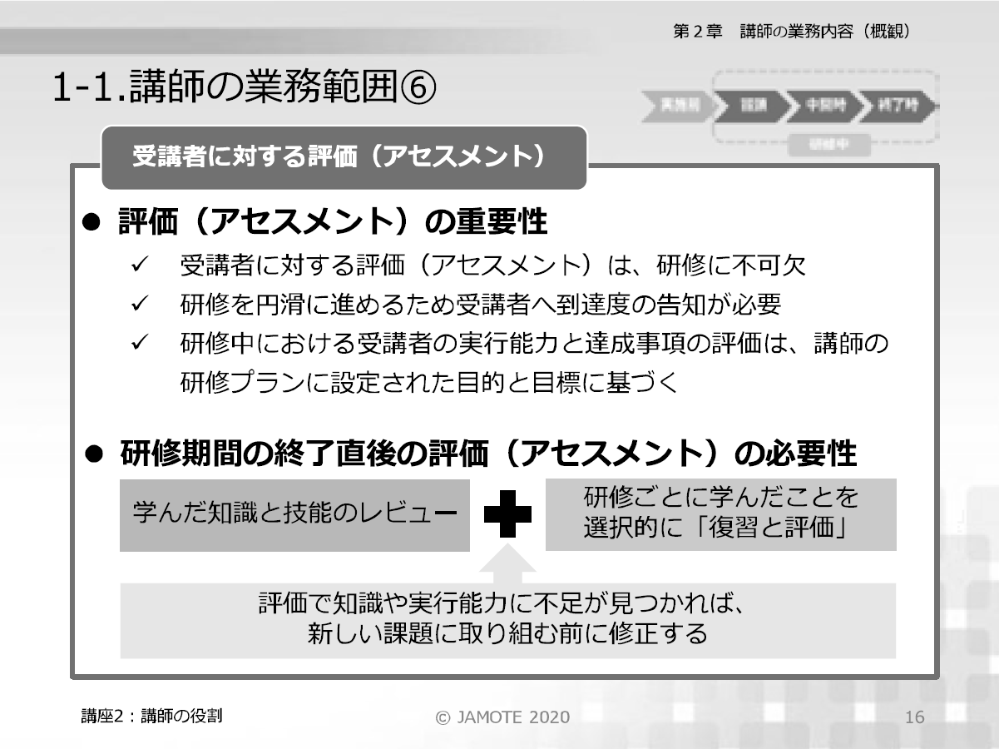 第２章　講師の業務内容（概観）
1-1.講師の業務範囲⑥
中間時
終了時
研修中
受講者に対する評価（アセスメント）
● 評価（アセスメント）の重要性
✓ 受講者に対する評価（アセスメント）は、研修に不可欠
✓ 研修を円滑に進めるため受講者へ到達度の告知が必要
✓ 研修中における受講者の実行能力と達成事項の評価は、講師の
研修プランに設定された目的と目標に基づく
● 研修期間の終了直後の評価（アセスメント）の必要性
学んだ知識と技能のレビュー
研修ごとに学んだことを
選択的に「復習と評価」
評価で知識や実行能力に不足が見つかれば、
新しい課題に取り組む前に修正する
講座2：講師の役割
© JAMOTE 2020
16